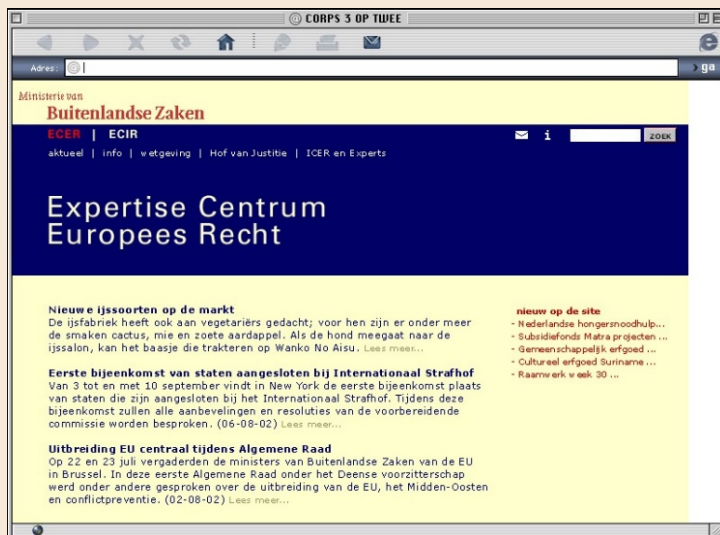 @ CORPS 3 OP TWEE
Adres: @
› ga
Ministerie van
Buitenlandse Zaken
ECER | ECIR
i
ZOEK
aktueel | info | wetgeving | Hof van Justitie | ICER en Experts
Expertise Centrum
Europees Recht
Nieuwe ijssoorten op de markt
De ijsfabriek heeft ook aan vegetariërs gedacht; voor hen zijn er onder meer
de smaken cactus, mie en zoete aardappel. Als de hond meegaat naar de
ijssalon, kan het baasje die trakteren op Wanko No Aisu. Lees meer...
Eerste bijeenkomst van staten aangesloten bij Internationaal Strafhof
Van 3 tot en met 10 september vindt in New York de eerste bijeenkomst plaats
van staten die zijn aangesloten bij het Internationaal Strafhof. Tijdens deze
bijeenkomst zullen alle aanbevelingen en resoluties van de voorbereidende
commissie worden besproken. (06-08-02) Lees meer...
Uitbreiding EU centraal tijdens Algemene Raad
Op 22 en 23 juli vergaderden de ministers van Buitenlandse Zaken van de EU
in Brussel. In deze eerste Algemene Raad onder het Deense voorzitterschap
werd onder andere gesproken over de uitbreiding van de EU, het Midden-Oosten
en conflictpreventie. (02-08-02) Lees meer...
nieuw op de site
- Nederlandse hongersnoodhulp...
- Subsidiefonds Matra projecten ...
- Gemeenschappelijk erfgoed ...
- Cultureel erfgoed Suriname ...
- Raamwerk week 30 ...